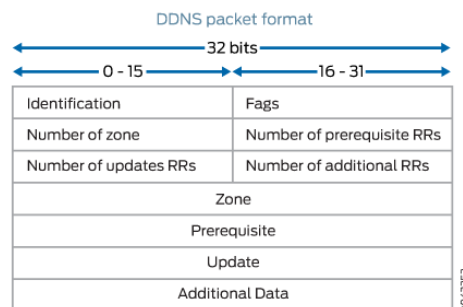 DDNS packet format
32 bits
0 - 15 16 - 31
Identification Fags
Number of zone Number of prerequisite RRs
Number of updates RRs Number of additional RRs
Zone
Prerequisite
Update
Additional Data